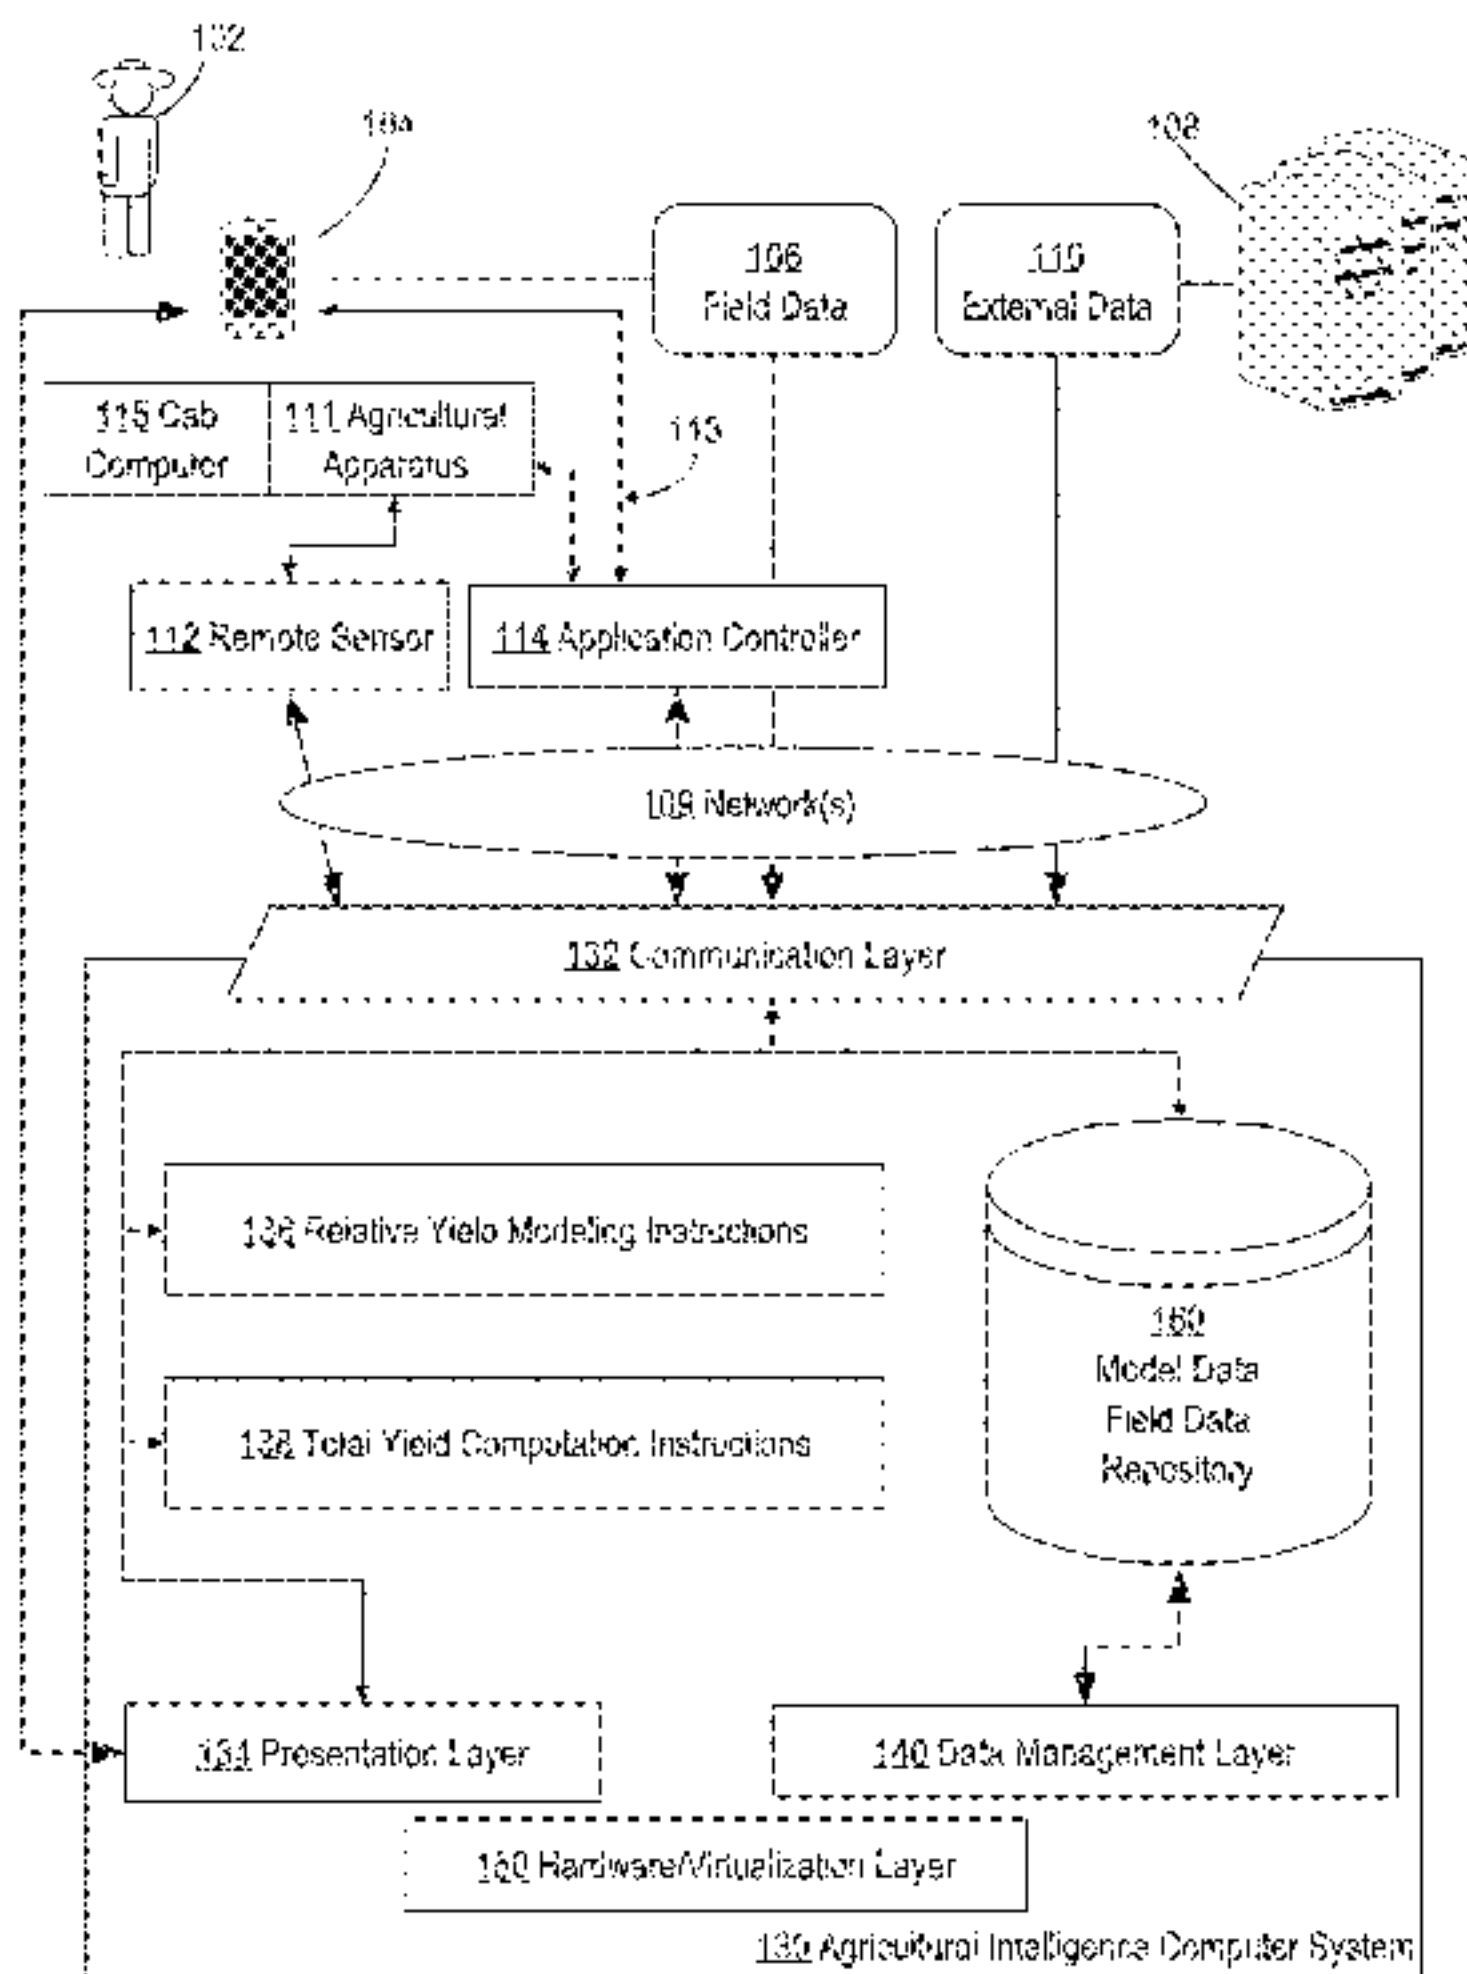 102
104
108
106
Field Data
110
External Data
115 Cab
Computer
111 Agricultural
Apparatus
113
112 Remote Sensor
114 Application Controller
109 Network(s)
132 Communication Layer
136 Relative Yield Modeling Instructions
160
Model Data
Field Data
Repository
138 Total Yield Computation Instructions
134 Presentation Layer
140 Data Management Layer
150 Hardware/Virtualization Layer
130 Agricultural Intelligence Computer System